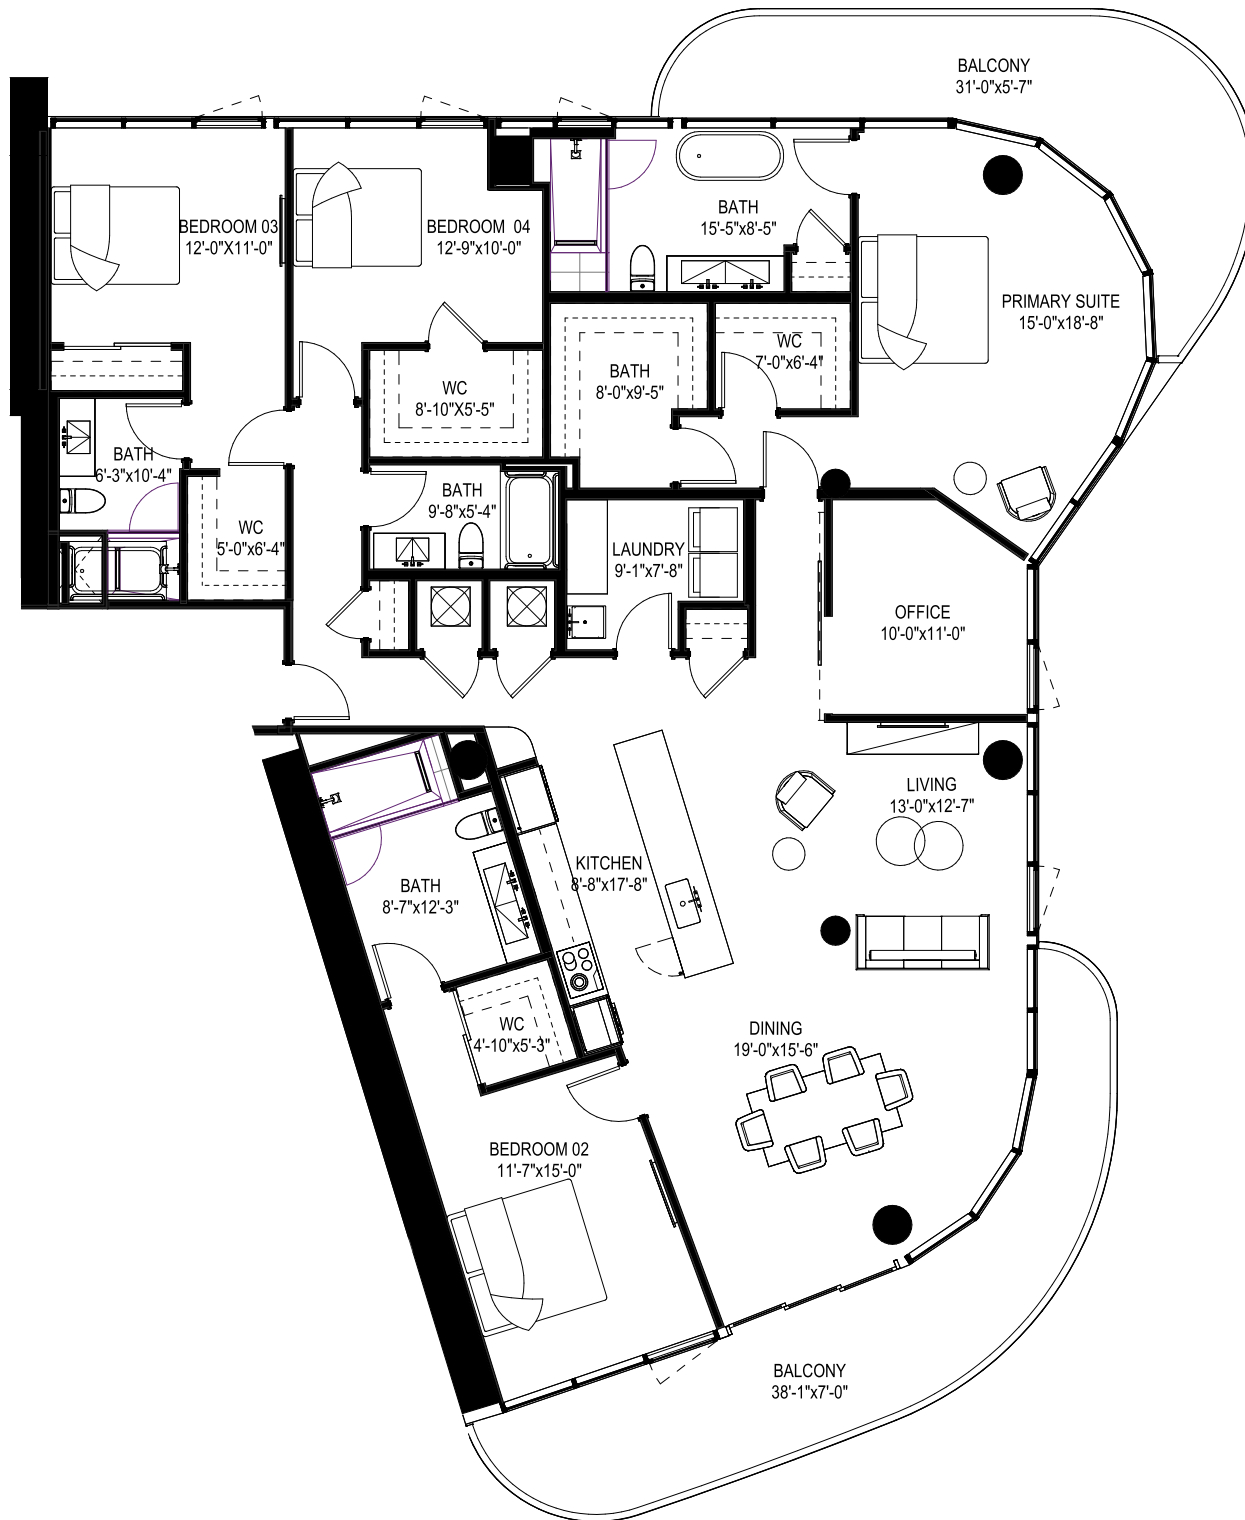 BALCONY
31'-0"x5'-7"
BEDROOM 03
12'-0"X11'-0"
BEDROOM 04
12'-9"x10'-0"
BATH
15'-5"x8'-5"
PRIMARY SUITE
15'-0"x18'-8"
WC
7'-0"x6'-4"
BATH
8'-0"x9'-5"
WC
8'-10"X5'-5"
BATH
6'-3"x10'-4"
BATH
9'-8"x5'-4"
WC
5'-0"x6'-4"
LAUNDRY
9'-1"x7'-8"
OFFICE
10'-0"x11'-0"
LIVING
13'-0"x12'-7"
KITCHEN
8'-8"x17'-8"
BATH
8'-7"x12'-3"
WC
4'-10"x5'-3"
DINING
19'-0"x15'-6"
BEDROOM 02
11'-7"x15'-0"
BALCONY
38'-1"x7'-0"